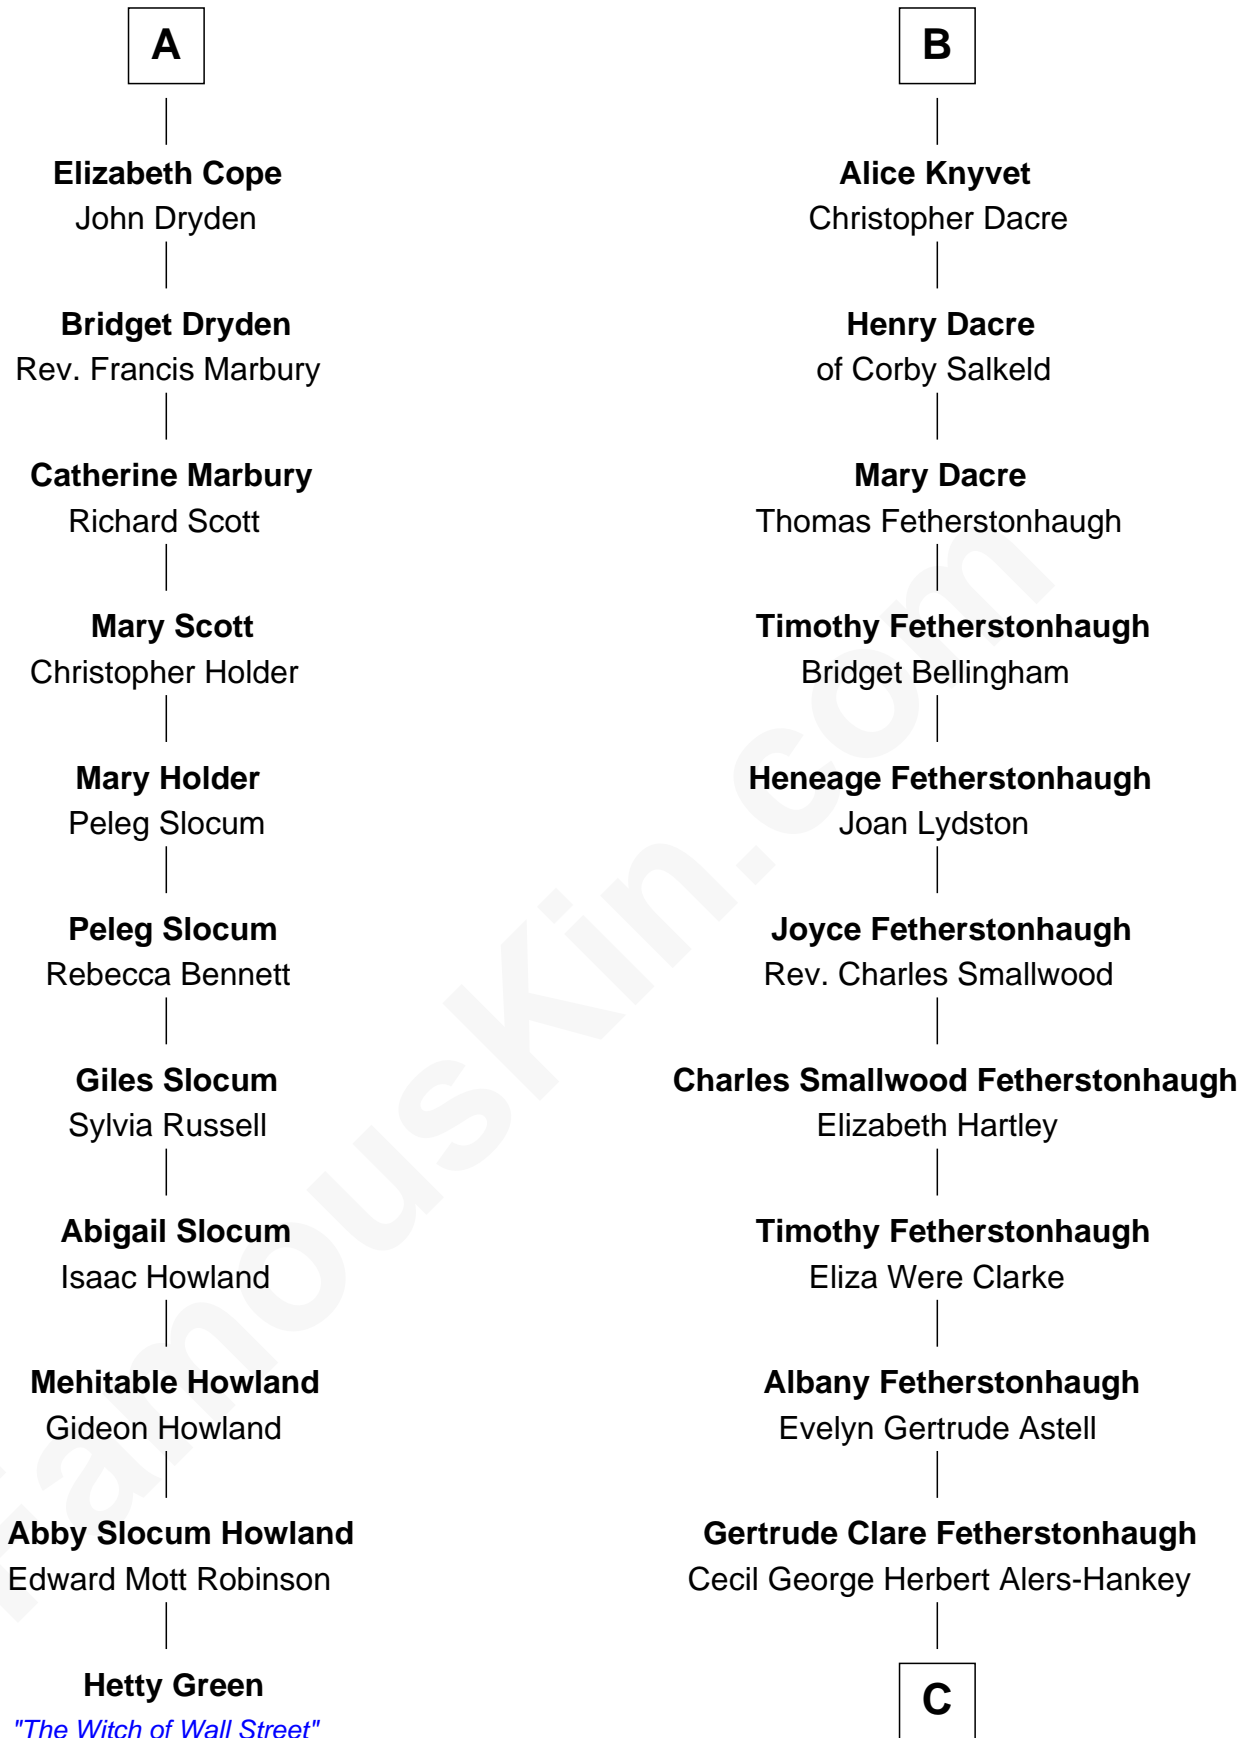 A
Elizabeth Cope
John Dryden
Bridget Dryden
Rev. Francis Marbury
Catherine Marbury
Richard Scott
Mary Scott
Christopher Holder
Mary Holder
Peleg Slocum
Peleg Slocum
Rebecca Bennett
Giles Slocum
Sylvia Russell
Abigail Slocum
Isaac Howland
Mehitable Howland
Gideon Howland
Abby Slocum Howland
Edward Mott Robinson
Hetty Green
"The Witch of Wall Street"
B
Alice Knyvet
Christopher Dacre
Henry Dacre
of Corby Salkeld
Mary Dacre
Thomas Fetherstonhaugh
Timothy Fetherstonhaugh
Bridget Bellingham
Heneage Fetherstonhaugh
Joan Lydston
Joyce Fetherstonhaugh
Rev. Charles Smallwood
Charles Smallwood Fetherstonhaugh
Elizabeth Hartley
Timothy Fetherstonhaugh
Eliza Were Clarke
Albany Fetherstonhaugh
Evelyn Gertrude Astell
Gertrude Clare Fetherstonhaugh
Cecil George Herbert Alers-Hankey
C
FamousKin.com